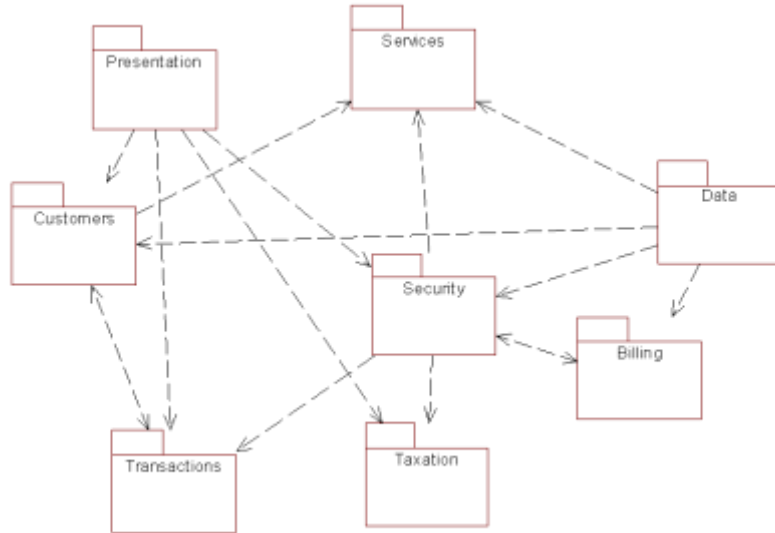 Services
Presentation
Data
Customers
Security
Billing
Transactions
Taxation